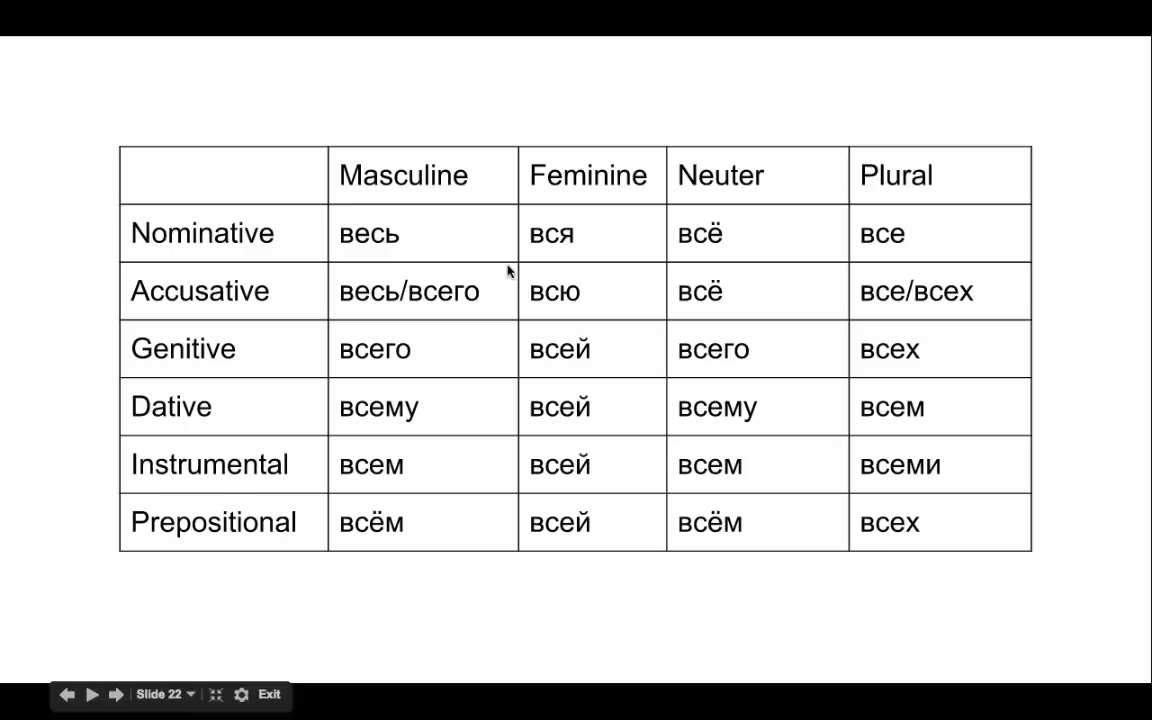 Masculine Feminine Neuter Plural
Nominative весь вся всё все
Accusative весь/всего всю всё все/всех
Genitive всего всей всего всех
Dative всему всей всему всем
Instrumental всем всей всем всеми
Prepositional всём всей всём всех
Slide 22 Exit